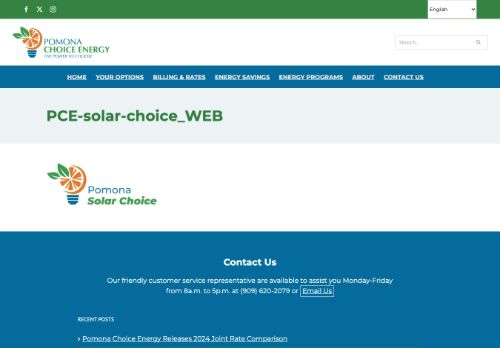 English
POMONA
CHOICE ENERGY
THE POWER TO CHOOSE
Search...
HOME YOUR OPTIONS BILLING & RATES ENERGY SAVINGS ENERGY PROGRAMS ABOUT CONTACT US
PCE-solar-choice_WEB
Pomona
Solar Choice
Contact Us
Our friendly customer service representative are available to assist you Monday-Friday
from 8a.m. to 5p.m. at (909) 620-2079 or Email Us
RECENT POSTS
Pomona Choice Energy Releases 2024 Joint Rate Comparison